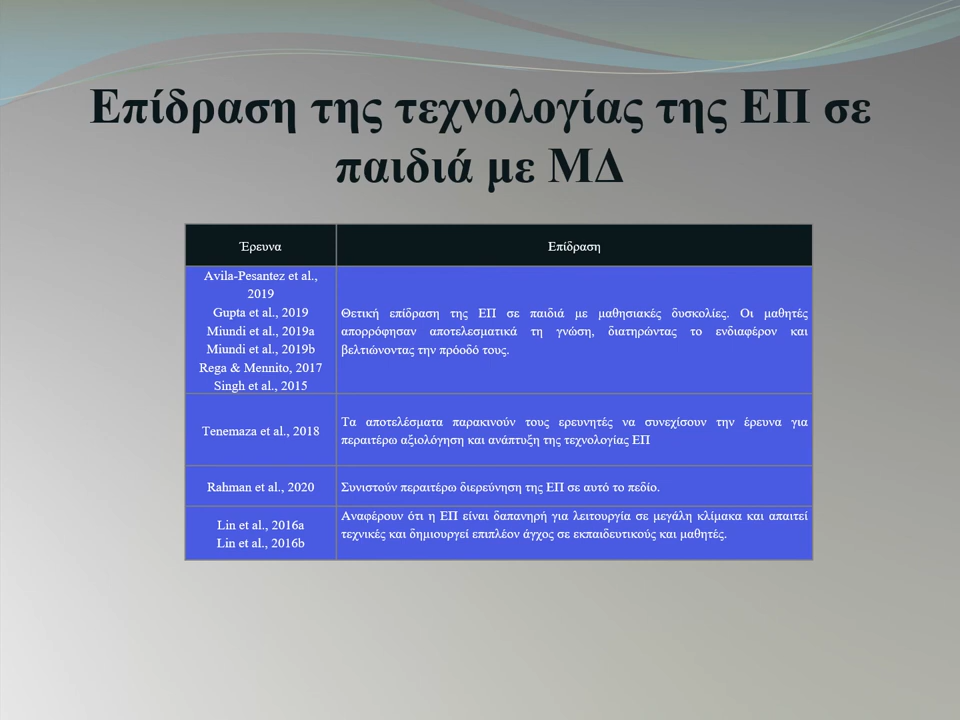 Επίδραση της τεχνολογίας της ΕΠ σε
παιδιά με ΜΔ
Έρευνα
Επίδραση
Avila-Pesantez et al.,
2019
Gupta et al., 2019
Miundi et al., 2019a
Miundi et al., 2019b
Rega & Mennito, 2017
Singh et al., 2015
Θετική επίδραση της ΕΠ σε παιδιά με μαθησιακές δυσκολίες. Οι μαθητές
απορρόφησαν αποτελεσματικά τη γνώση, διατηρώντας το ενδιαφέρον και
βελτιώνοντας την πρόοδό τους.
Tenemaza et al., 2018
Τα αποτελέσματα παρακινούν τους ερευνητές να συνεχίσουν την έρευνα για
περαιτέρω αξιολόγηση και ανάπτυξη της τεχνολογίας ΕΠ
Rahman et al., 2020
Συνιστούν περαιτέρω διερεύνηση της ΕΠ σε αυτό το πεδίο.
Lin et al., 2016a
Lin et al., 2016b
Αναφέρουν ότι η ΕΠ είναι δαπανηρή για λειτουργία σε μεγάλη κλίμακα και απαιτεί
τεχνικές και δημιουργεί επιπλέον άγχος σε εκπαιδευτικούς και μαθητές.